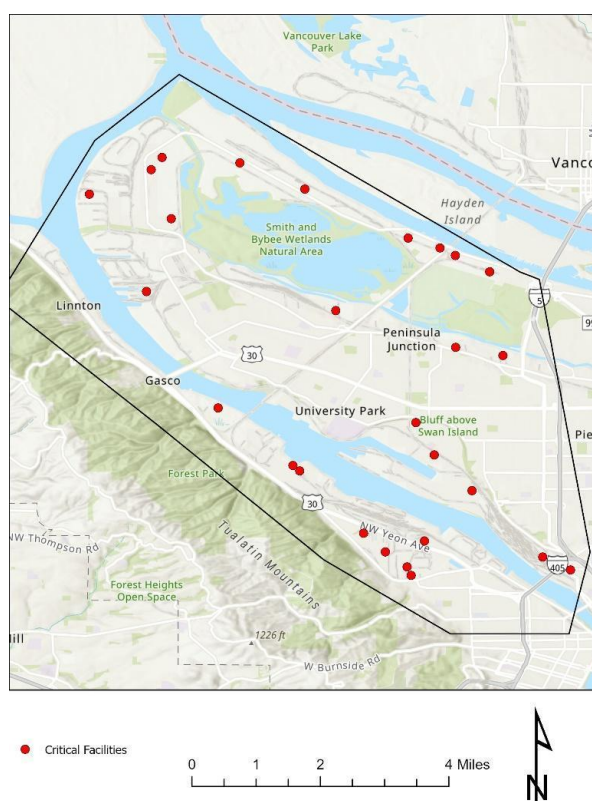 Vancouver Lake
Park
Hayden
Island
Smith and
Bybee Wetlands
Natural Area
5
Linnton
Peninsula
Junction
30
Gasco
University Park
Bluff above
Swan Island
Forest Park
30
NW Yeon Ave
NW Thompson Rd
Tualatin Mountains
405
Forest Heights
Open Space
1226 ft
W Burnside Rd
Critical Facilities
0 1 2 4 Miles
N